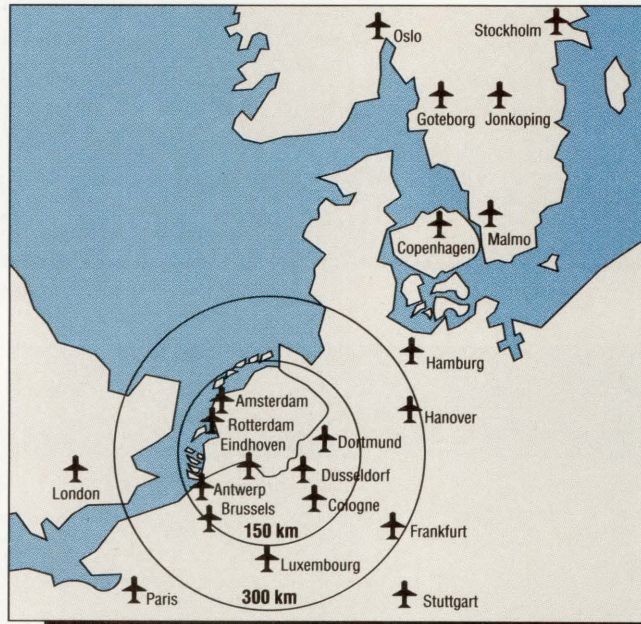 Oslo
Stockholm
Goteborg
Jonkoping
Copenhagen
Malmo
Hamburg
Amsterdam
Hanover
Rotterdam
Eindhoven
Dortmund
London
Dusseldorf
Antwerp
Cologne
Brussels
150 km
Frankfurt
Luxembourg
Paris
300 km
Stuttgart